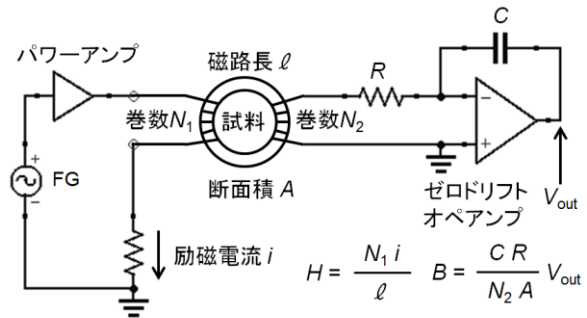 パワーアンプ
磁路長 ℓ
C
R
巻数N₁
試料
巻数N₂
−
+
+
FG
−
断面積 A
ゼロドリフト
オペアンプ
Vout
励磁電流 i
H = N₁ i / ℓ
B = C R / N₂ A Vout